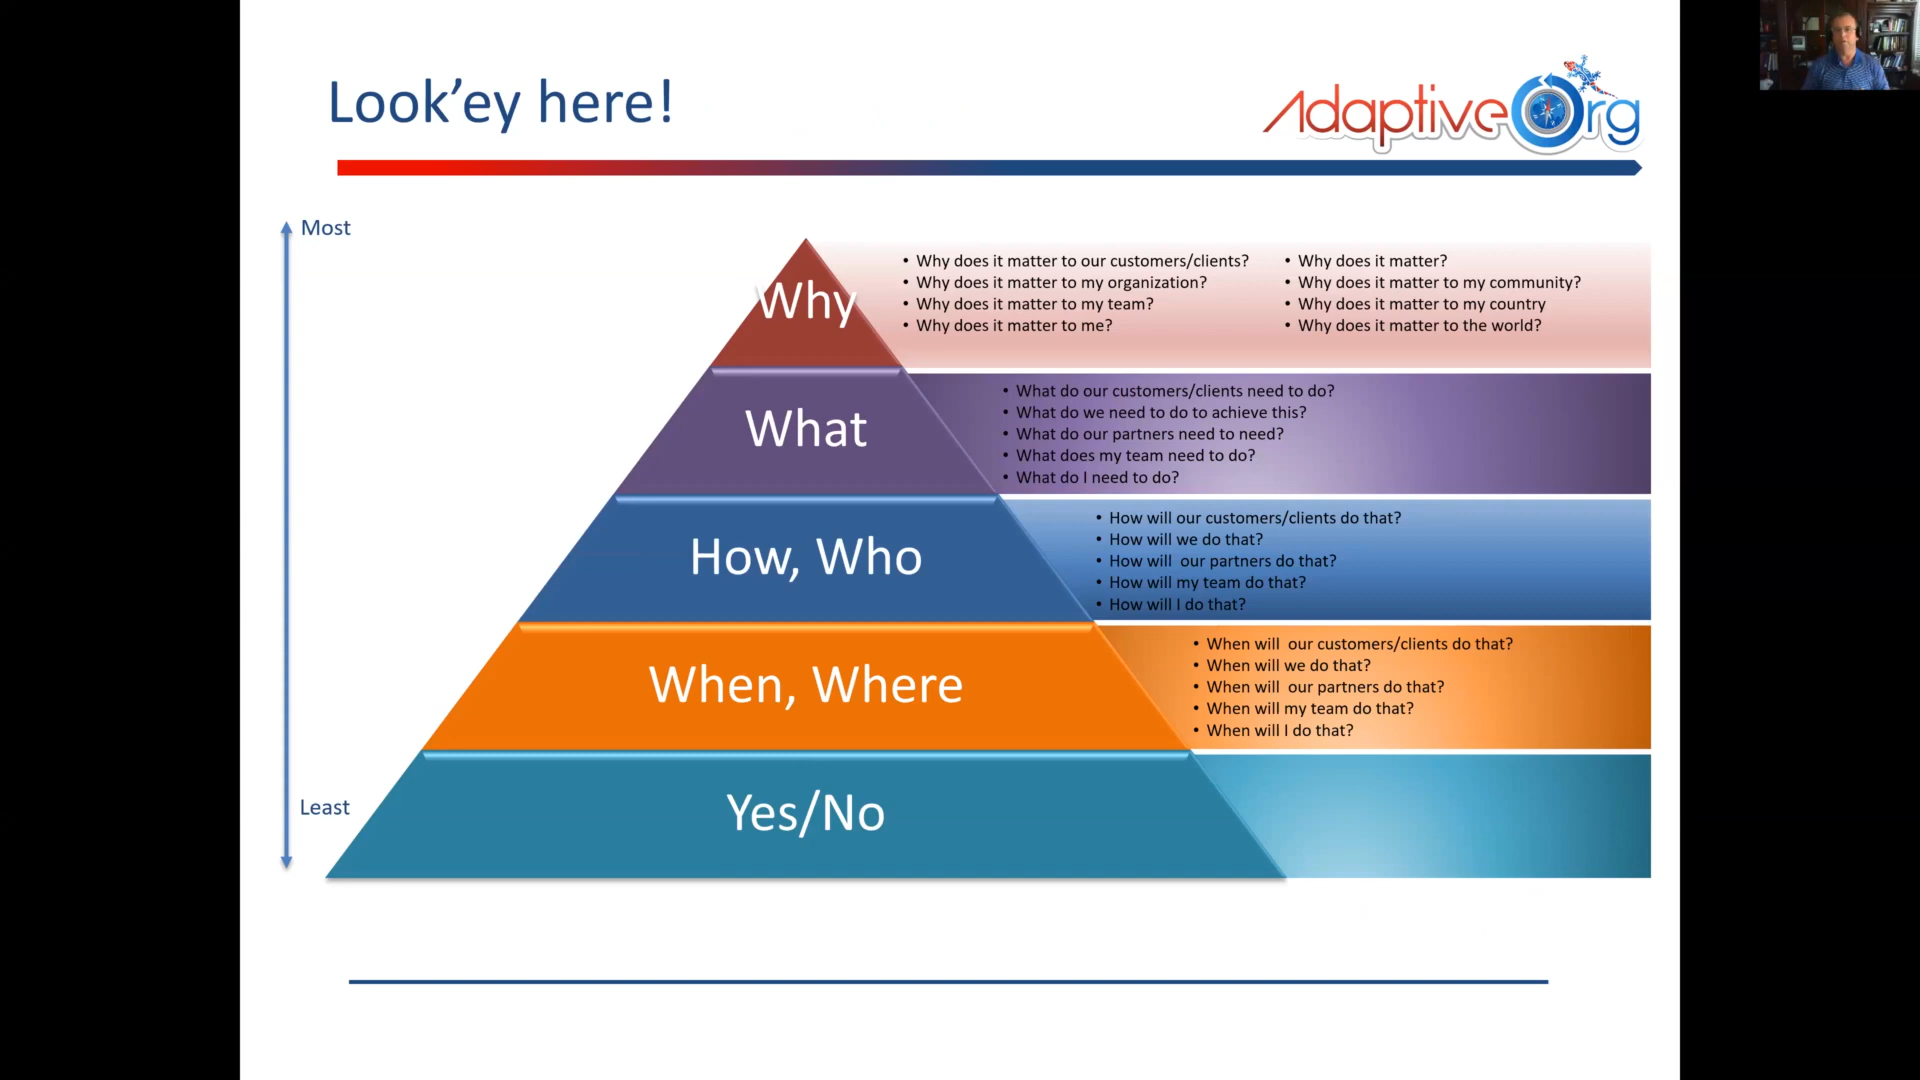 Look'ey here!
AdaptiveOrg
Most
Why
• Why does it matter to our customers/clients?
• Why does it matter to my organization?
• Why does it matter to my team?
• Why does it matter to me?
• Why does it matter?
• Why does it matter to my community?
• Why does it matter to my country
• Why does it matter to the world?
What
• What do our customers/clients need to do?
• What do we need to do to achieve this?
• What do our partners need to need?
• What does my team need to do?
• What do I need to do?
How, Who
• How will our customers/clients do that?
• How will we do that?
• How will  our partners do that?
• How will my team do that?
• How will I do that?
When, Where
• When will  our customers/clients do that?
• When will we do that?
• When will  our partners do that?
• When will my team do that?
• When will I do that?
Least
Yes/No